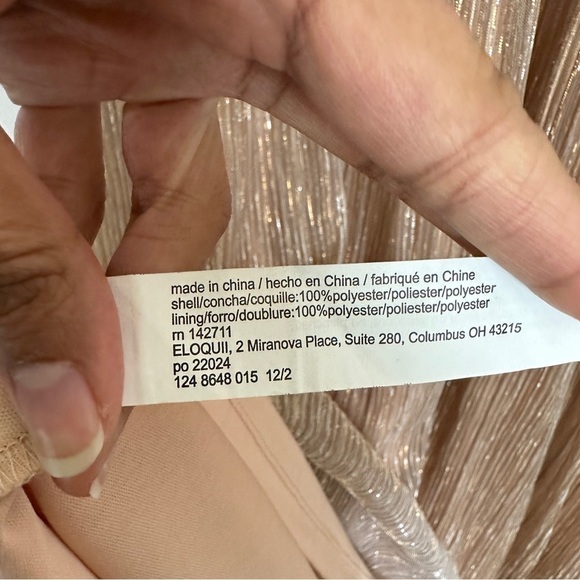 made in china / hecho en China / fabriqué en Chine
shell/concha/coquille:100%polyester/poliester/polyester
lining/forro/doublure:100%polyester/poliester/polyester
rn 142711
ELOQUII, 2 Miranova Place, Suite 280, Columbus OH 43215
po 22024
124 8648 015 12/2